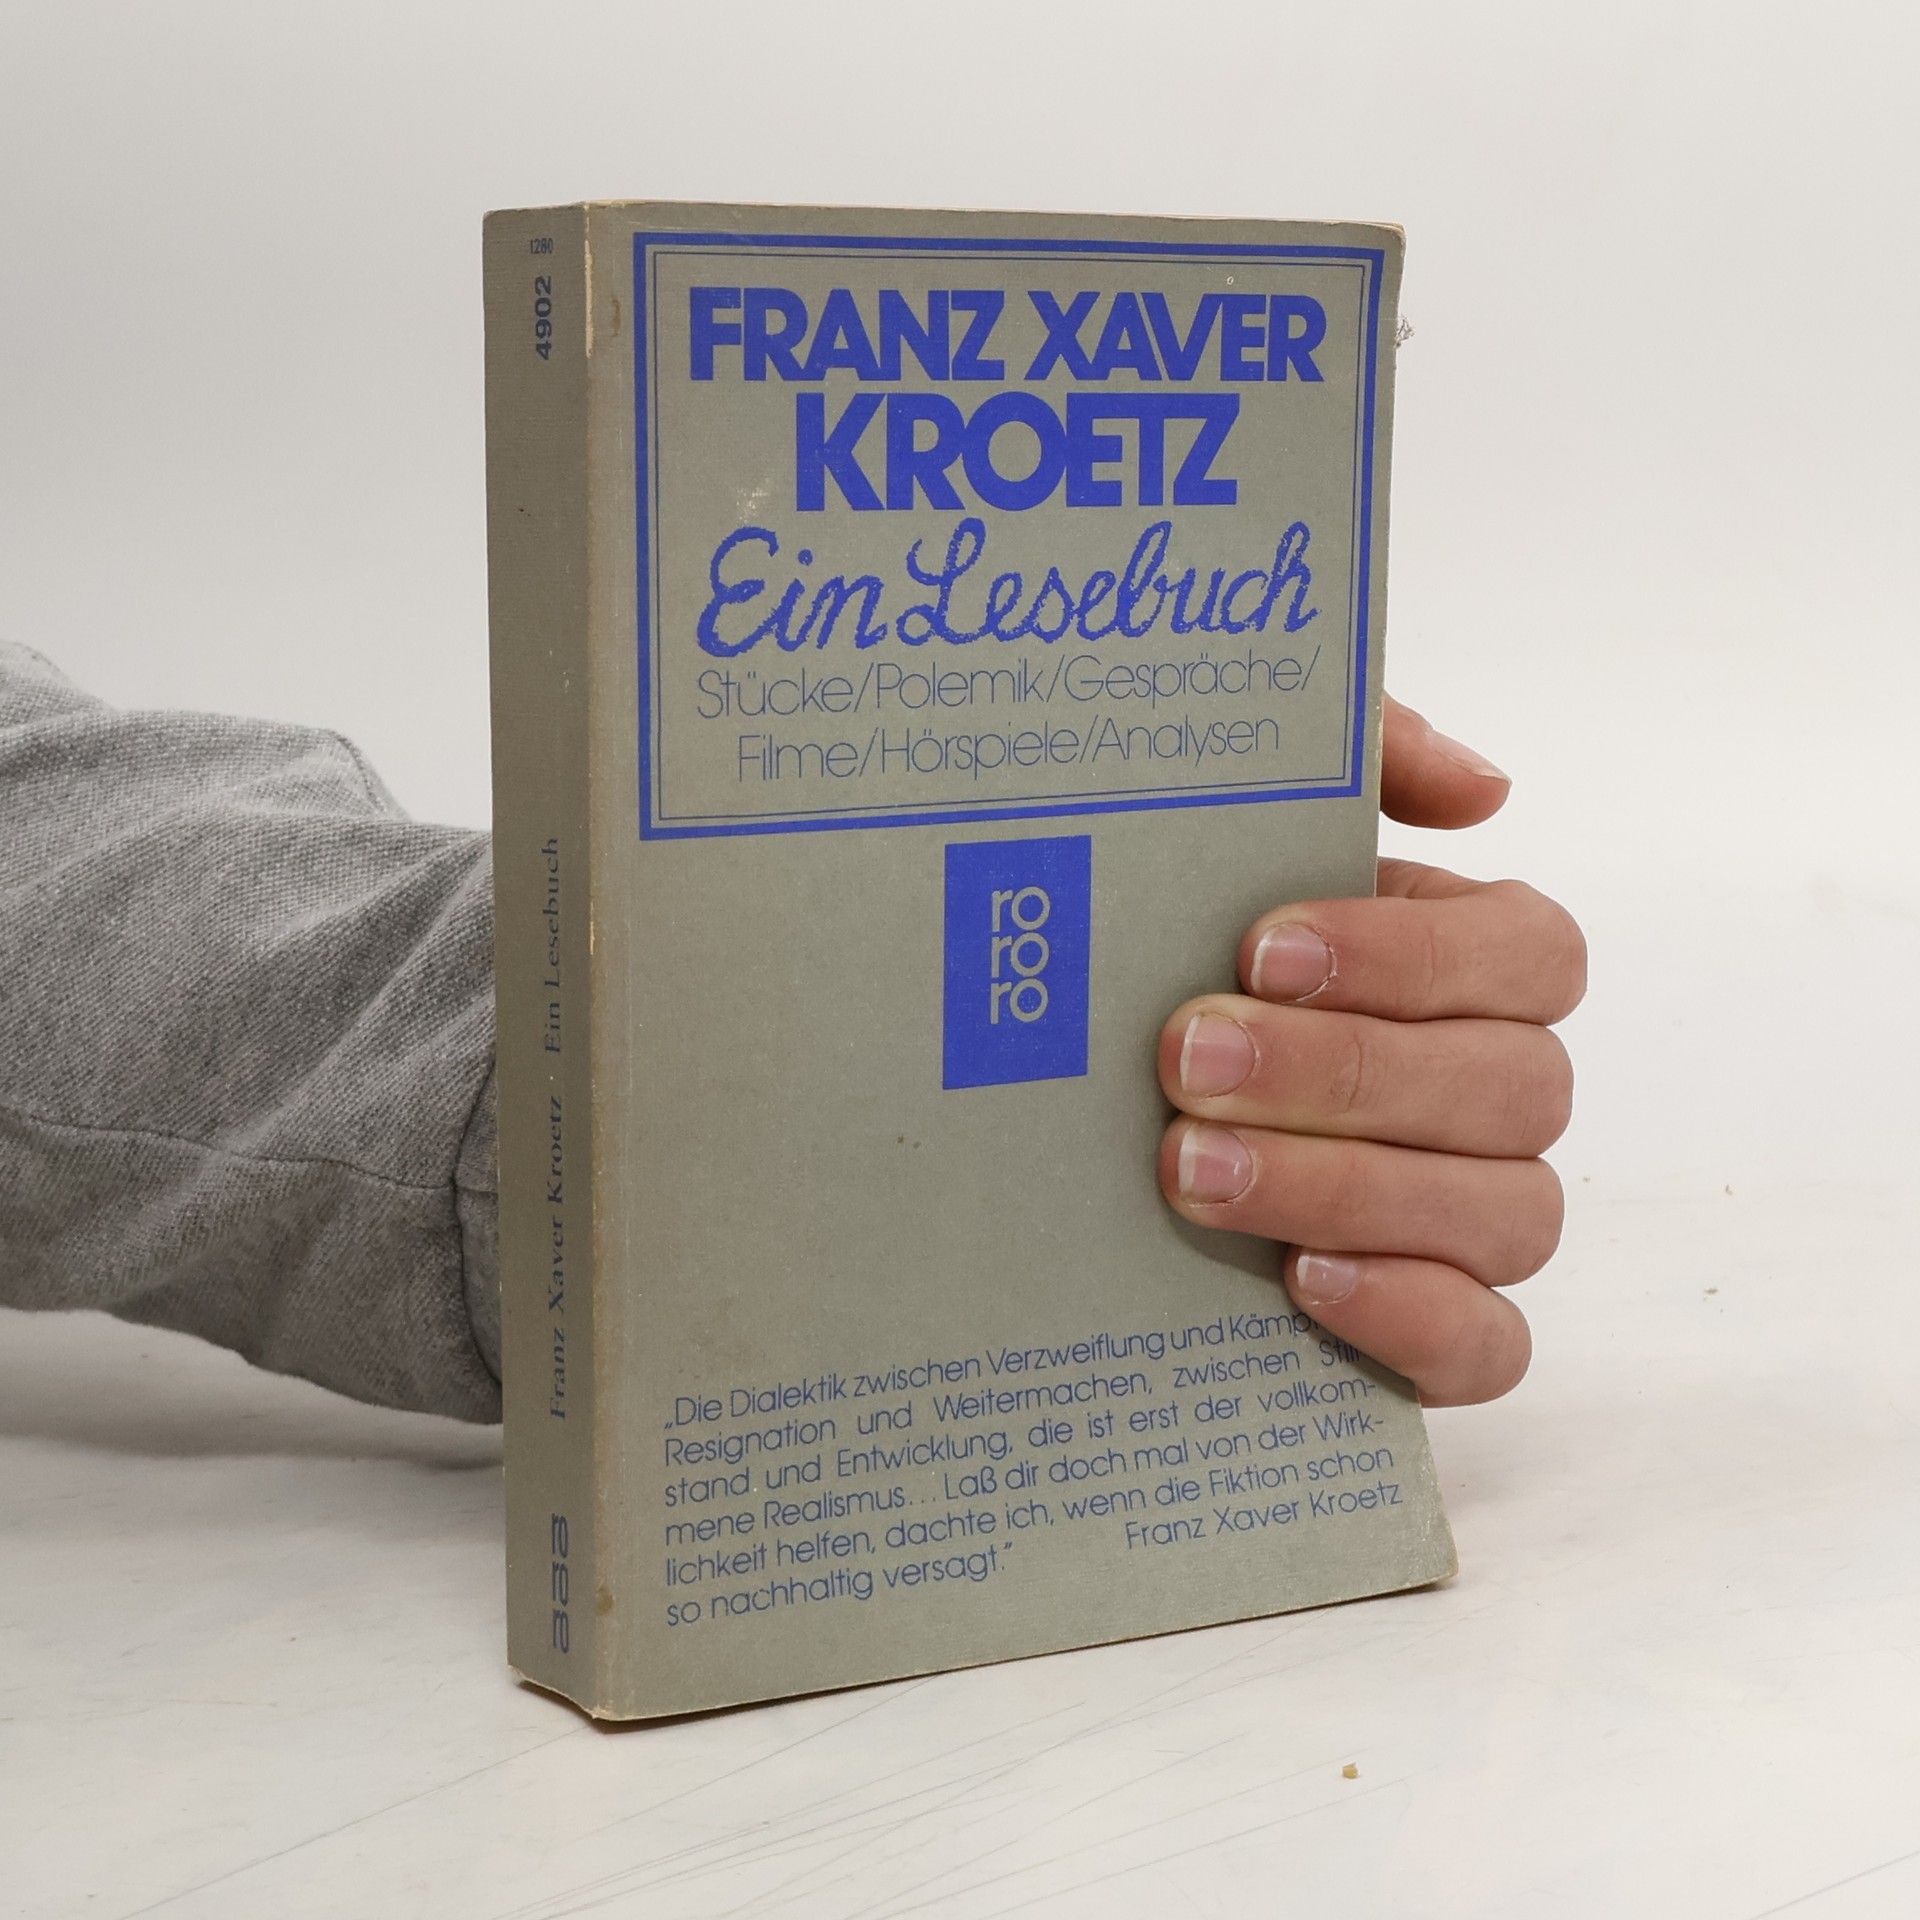 FRANZ XAVER
KROETZ
Ein Lesebuch
Stücke/Polemik/Gespräche/
Filme/Hörspiele/Analysen
ro
ro
ro
„Die Dialektik zwischen Verzweiflung und
Resignation und Weitermachen, zwischen Still-
stand und Entwicklung, die ist erst der vollkom-
mene Realismus... Laß dir doch mal von der Wirk-
lichkeit helfen, dachte ich, wenn die Fiktion schon
so nachhaltig versagt."
Franz Xaver Kroetz
1280
4902
Franz Xaver Kroetz · Ein Lesebuch